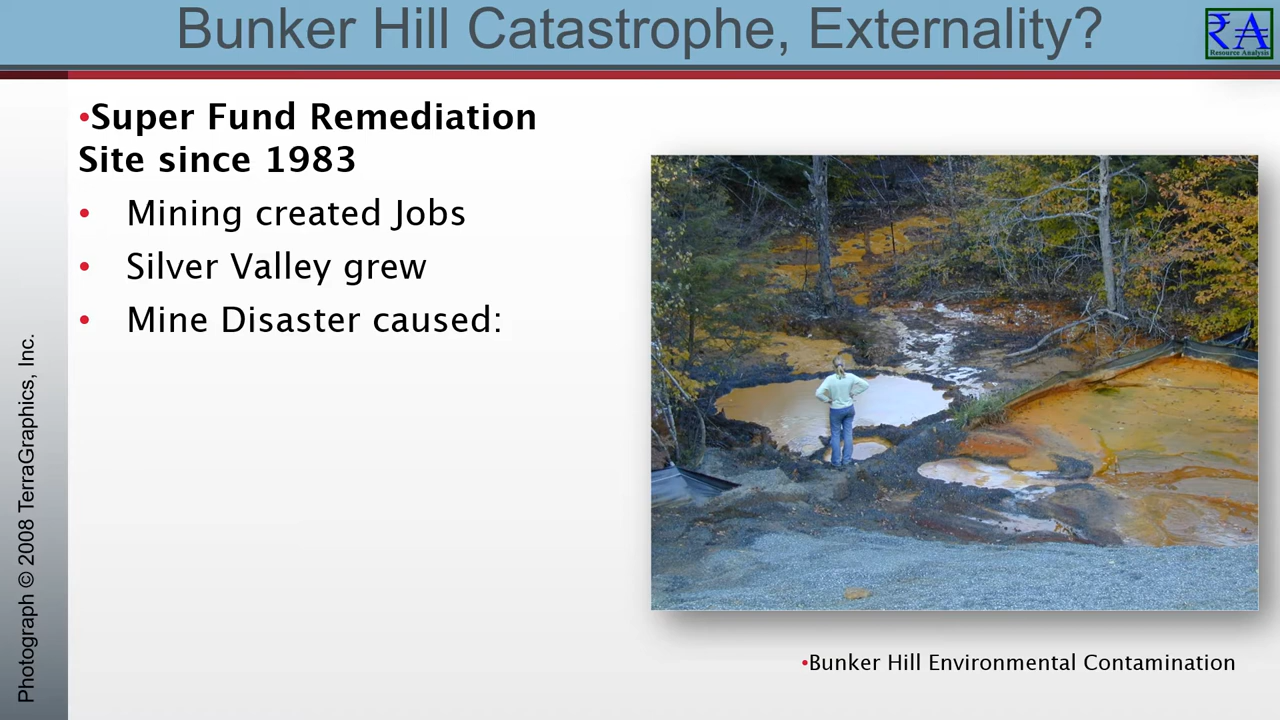 Bunker Hill Catastrophe, Externality?
₹A
Resource Analysis
•Super Fund Remediation
Site since 1983
• Mining created Jobs
• Silver Valley grew
• Mine Disaster caused:
Photograph © 2008 TerraGraphics, Inc.
•Bunker Hill Environmental Contamination